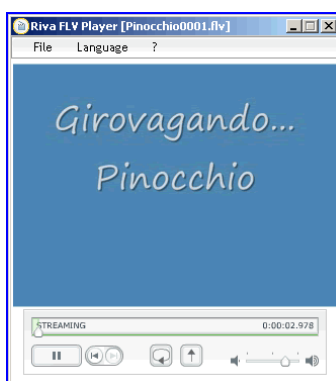 Riva FLV Player [Pinocchio0001.flv]
File Language ?
Girovagando...
Pinocchio
STREAMING 0:00:02.978